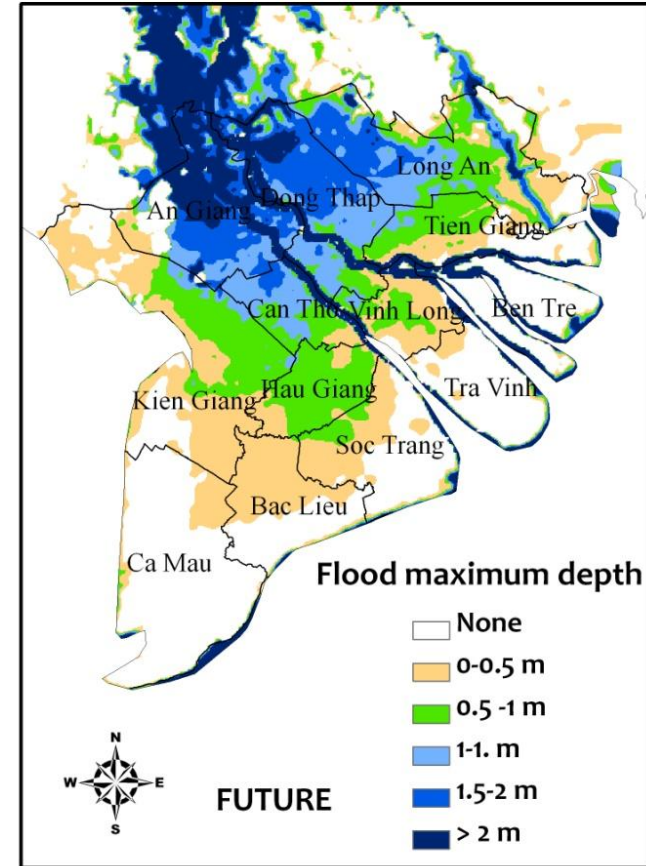 Long An
Dong Thap
An Giang
Tien Giang
Ben Tre
Can Tho
Vinh Long
Hau Giang
Kien Giang
Tra Vinh
Soc Trang
Bac Lieu
Ca Mau
Flood maximum depth
None
0-0.5 m
0.5 -1 m
1-1. m
1.5-2 m
> 2 m
N
W
E
S
FUTURE